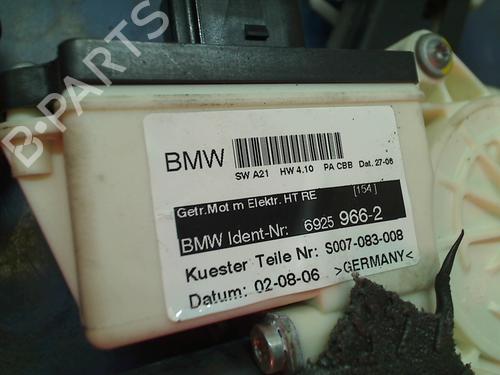 B-PARTS
BMW
SW A21 HW 4.10 PA CBB Dat. 27-06
Getr.Mot m Elektr. HT RE [154]
BMW Ident-Nr: 6925 966-2
Kuester Teile Nr: S007-083-008
Datum: 02-08-06 >GERMANY<